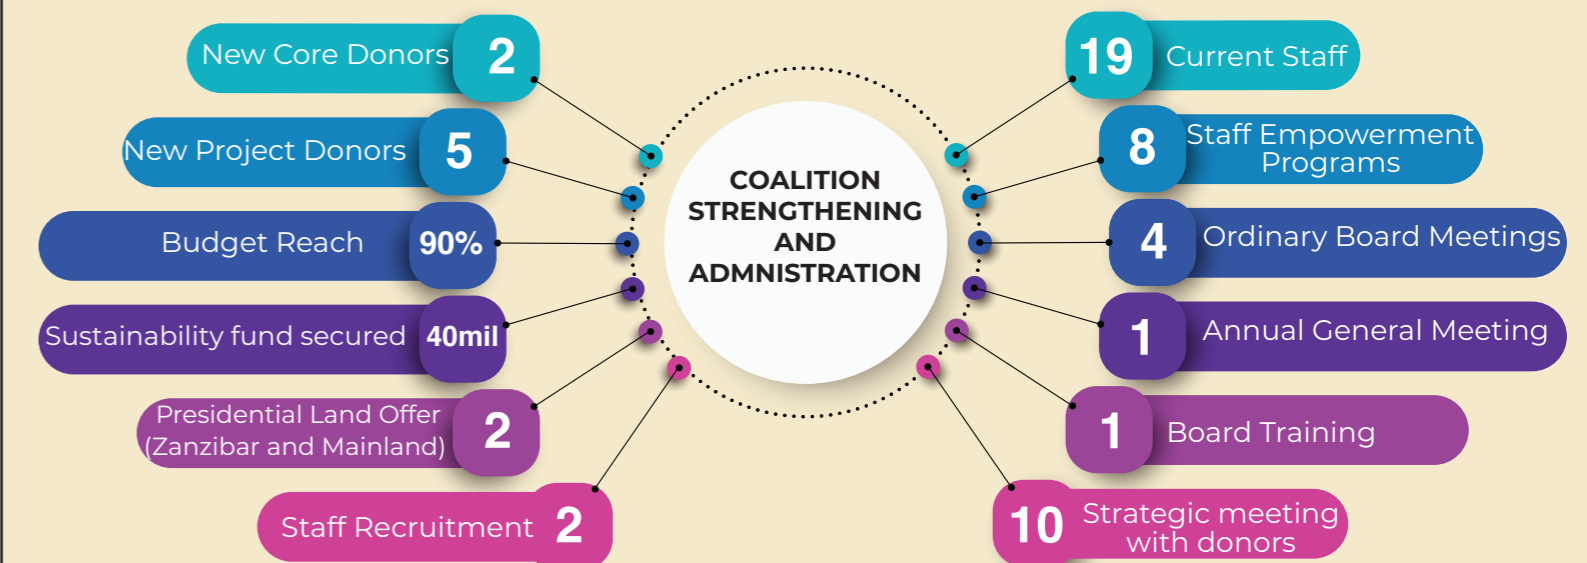 New Core Donors 2
New Project Donors 5
Budget Reach 90%
Sustainability fund secured 40mil
Presidential Land Offer
(Zanzibar and Mainland) 2
Staff Recruitment 2
COALITION
STRENGTHENING
AND
ADMNISTRATION
19 Current Staff
8 Staff Empowerment
Programs
4 Ordinary Board Meetings
1 Annual General Meeting
1 Board Training
10 Strategic meeting
with donors